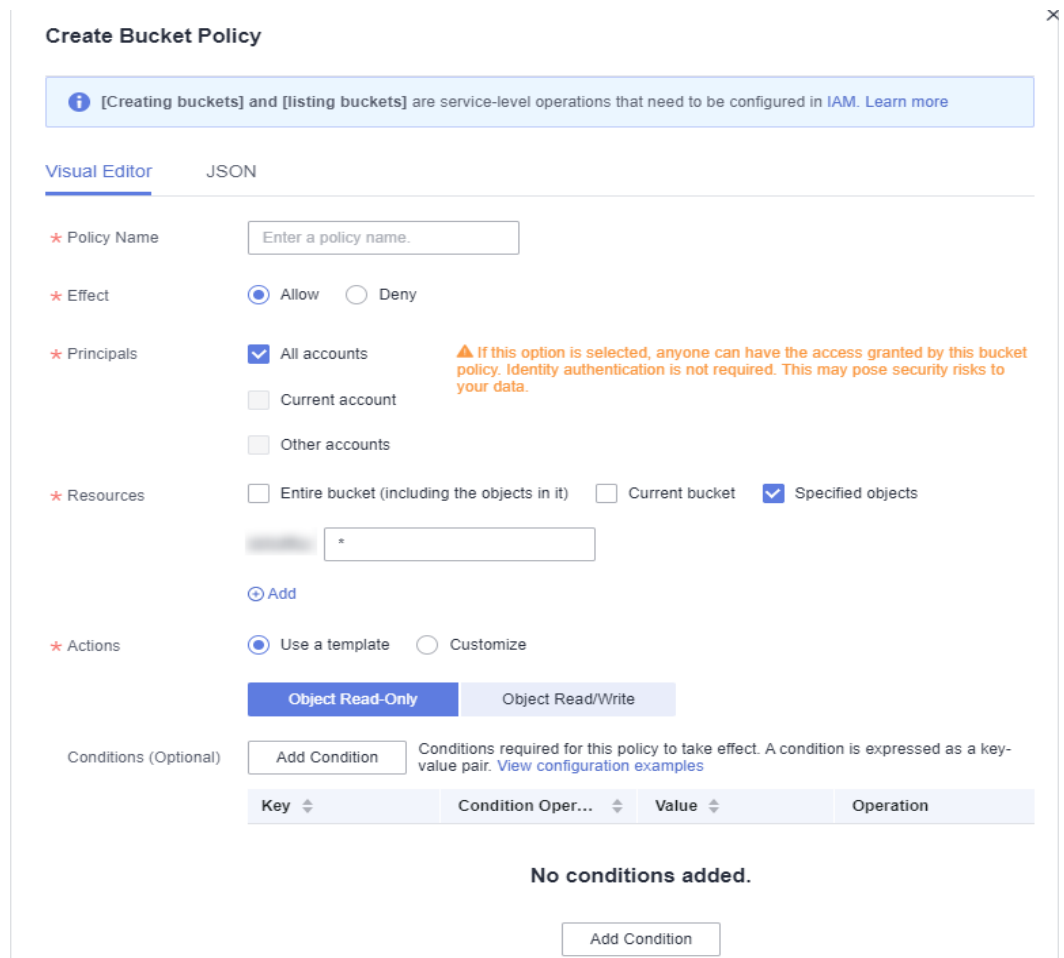 Create Bucket Policy
[Creating buckets] and [listing buckets] are service-level operations that need to be configured in IAM. Learn more
Visual Editor JSON
* Policy Name Enter a policy name.
* Effect Allow Deny
* Principals All accounts
If this option is selected, anyone can have the access granted by this bucket
policy. Identity authentication is not required. This may pose security risks to
your data.
Current account
Other accounts
* Resources Entire bucket (including the objects in it) Current bucket Specified objects
*
Add
* Actions Use a template Customize
Object Read-Only Object Read/Write
Conditions (Optional) Add Condition
Conditions required for this policy to take effect. A condition is expressed as a key-
value pair. View configuration examples
Key Condition Oper... Value Operation
No conditions added.
Add Condition